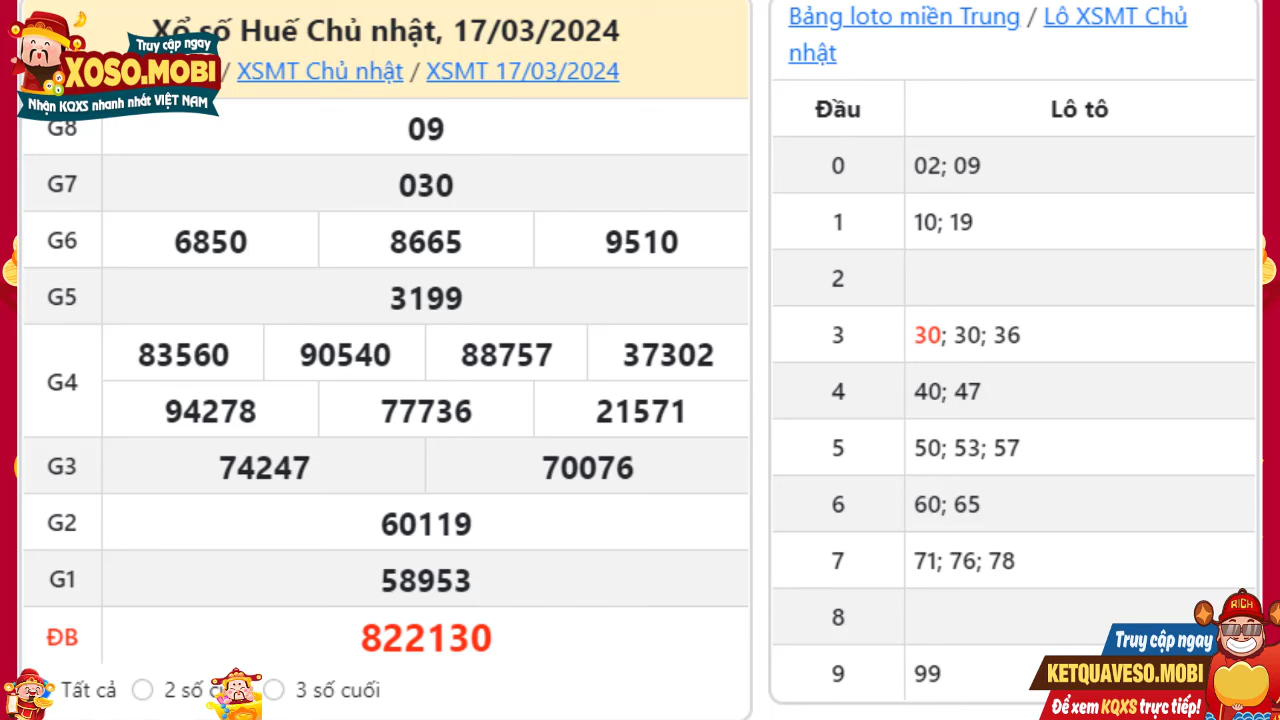 Xổ số Huế Chủ nhật, 17/03/2024
/ XSMT Chủ nhật / XSMT 17/03/2024
Truy cập ngay
XOSO.MOBI
Nhận KQXS nhanh nhất VIỆT NAM
G8 09
G7 030
G6 6850 8665 9510
G5 3199
G4 83560 90540 88757 37302
94278 77736 21571
G3 74247 70076
G2 60119
G1 58953
ĐB 822130
Tất cả 2 số 3 số cuối
Bảng loto miền Trung / Lô XSMT Chủ
nhật
Đầu Lô tô
0 02; 09
1 10; 19
2
3 30; 30; 36
4 40; 47
5 50; 53; 57
6 60; 65
7 71; 76; 78
8
9 99
RICH
Truy cập ngay
KETQUAVESO.MOBI
Để xem KQXS trực tiếp!